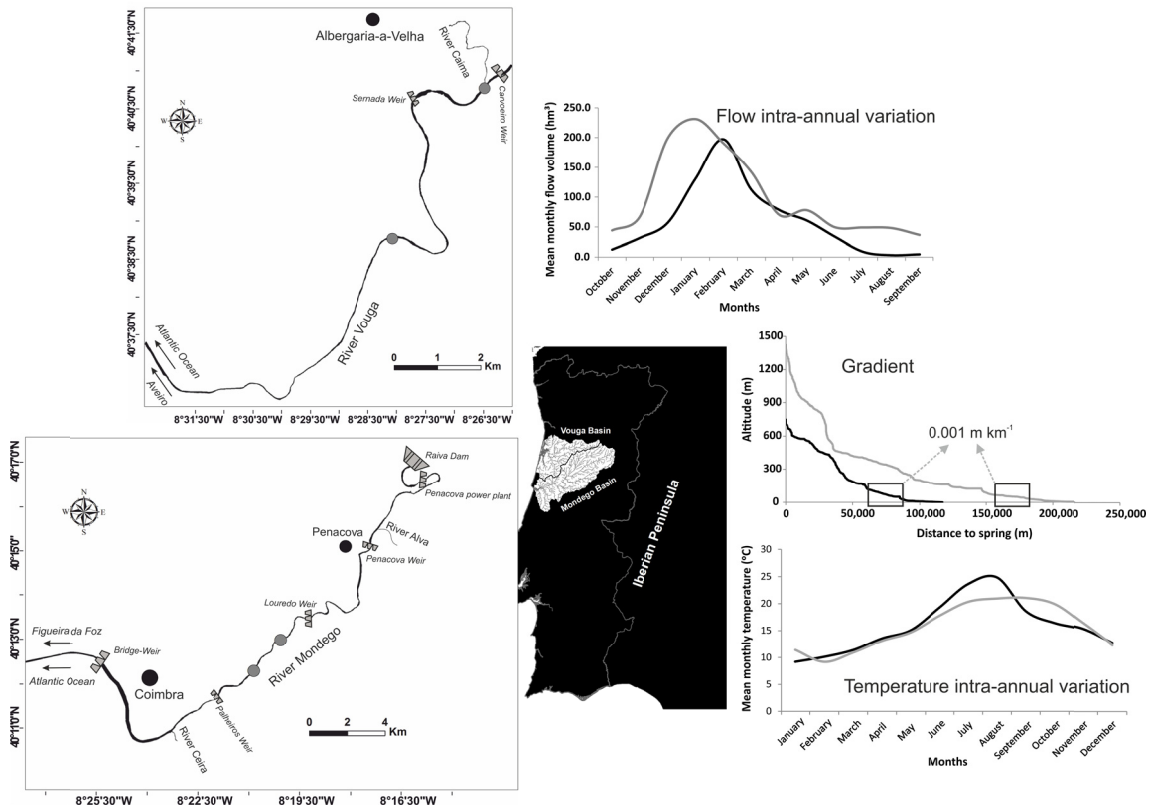 40°41'30"N
40°40'30"N
40°39'30"N
40°38'30"N
40°37'30"N
Albergaria-a-Velha
River Caima
N
W E
S
Sernada Weir
Carvoeiro Weir
River Vouga
Atlantic Ocean
Aveiro
0 1 2
Km
8°31'30"W 8°30'30"W 8°29'30"W 8°28'30"W 8°27'30"W 8°26'30"W
Flow intra-annual variation
Mean monthly flow volume (hm³)
250.0
200.0
150.0
100.0
50.0
0.0
October
November
December
January
February
March
April
May
June
July
August
September
Months
Vouga Basin
Mondego Basin
Iberian Peninsula
Gradient
Altitude (m)
1500
1200
900
600
300
0
0.001 m km⁻¹
0 50,000 100,000 150,000 200,000 250,000
Distance to spring (m)
40°17'0"N
40°15'0"N
40°13'0"N
40°11'0"N
Raiva Dam
Penacova power plant
N
W E
S
River Alva
Penacova
Penacova Weir
Louredo Weir
River Mondego
Figueira da Foz
Bridge-Weir
Atlantic Ocean
Coimbra
Palheiros Weir
River Ceira
0 2 4
Km
8°25'30"W 8°22'30"W 8°19'30"W 8°16'30"W
Mean monthly temperature (°C)
30
25
20
15
10
5
0
Temperature intra-annual variation
January
February
March
April
May
June
July
August
September
October
November
December
Months